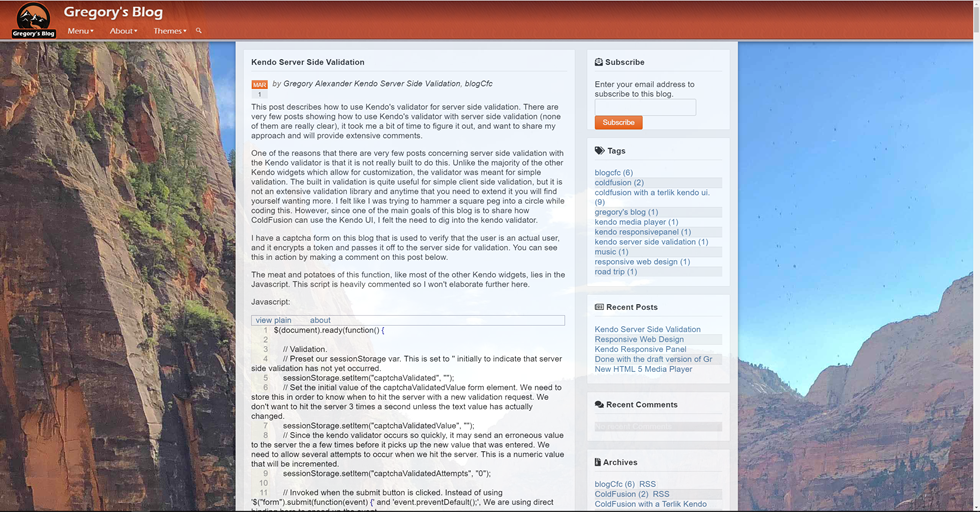 Gregory's Blog
Gregory's Blog
Menu
About
Themes
Kendo Server Side Validation
MAR
1
by Gregory Alexander Kendo Server Side Validation, blogCfc
This post describes how to use Kendo's validator for server side validation. There are
very few posts showing how to use Kendo's validator with server side validation (none
of them are really clear), it took me a bit of time to figure it out, and want to share my
approach and will provide extensive comments.
One of the reasons that there are very few posts concerning server side validation with
the Kendo validator is that it is not really built to do this. Unlike the majority of the other
Kendo widgets which allow for customization, the validator was meant for simple
validation. The built in validation is quite useful for simple client side validation, but it is
not an extensive validation library and anytime that you need to extend it you will find
yourself wanting more. I felt like I was trying to hammer a square peg into a circle while
coding this. However, since one of the main goals of this blog is to share how
ColdFusion can use the Kendo UI, I felt the need to dig into the kendo validator.
I have a captcha form on this blog that is used to verify that the user is an actual user,
and it encrypts a token and passes it off to the server side for validation. You can see
this in action by making a comment on this post below.
The meat and potatoes of this function, like most of the other Kendo widgets, lies in the
Javascript. This script is heavily commented so I won't elaborate further here.
Javascript:
view plain about
1 $(document).ready(function() {
2
3 // Validation.
4 // Preset our sessionStorage var. This is set to '' initially to indicate that server
side validation has not yet occurred.
5 sessionStorage.setItem("captchaValidated", "");
6 // Set the initial value of the captchaValidatedValue form element. We need to
store this in order to know when to hit the server with a new validation request. We
don't want to hit the server 3 times a second unless the text value has actually
changed.
7 sessionStorage.setItem("captchaValidatedValue", "");
8 // Since the kendo validator occurs so quickly, it may send an erroneous value
to the server the a few times before it picks up the new value that was entered. We
need to allow several attempts to occur when we hit the server. This is a numeric value
that will be incremented.
9 sessionStorage.setItem("captchaValidatedAttempts", "0");
10
11 // Invoked when the submit button is clicked. Instead of using
'$("form").submit(function(event) {' and 'event.preventDefault();', We are using direct
Subscribe
Enter your email address to
subscribe to this blog.
Subscribe
Tags
blogcfc (6)
coldfusion (2)
coldfusion with a terlik kendo ui.
(9)
gregory's blog (1)
kendo media player (1)
kendo responsivepanel (1)
kendo server side validation (1)
music (1)
responsive web design (1)
road trip (1)
Recent Posts
Kendo Server Side Validation
Responsive Web Design
Kendo Responsive Panel
Done with the draft version of Gr
New HTML 5 Media Player
Recent Comments
Archives
blogCfc (6) RSS
ColdFusion (2) RSS
ColdFusion with a Terlik Kendo